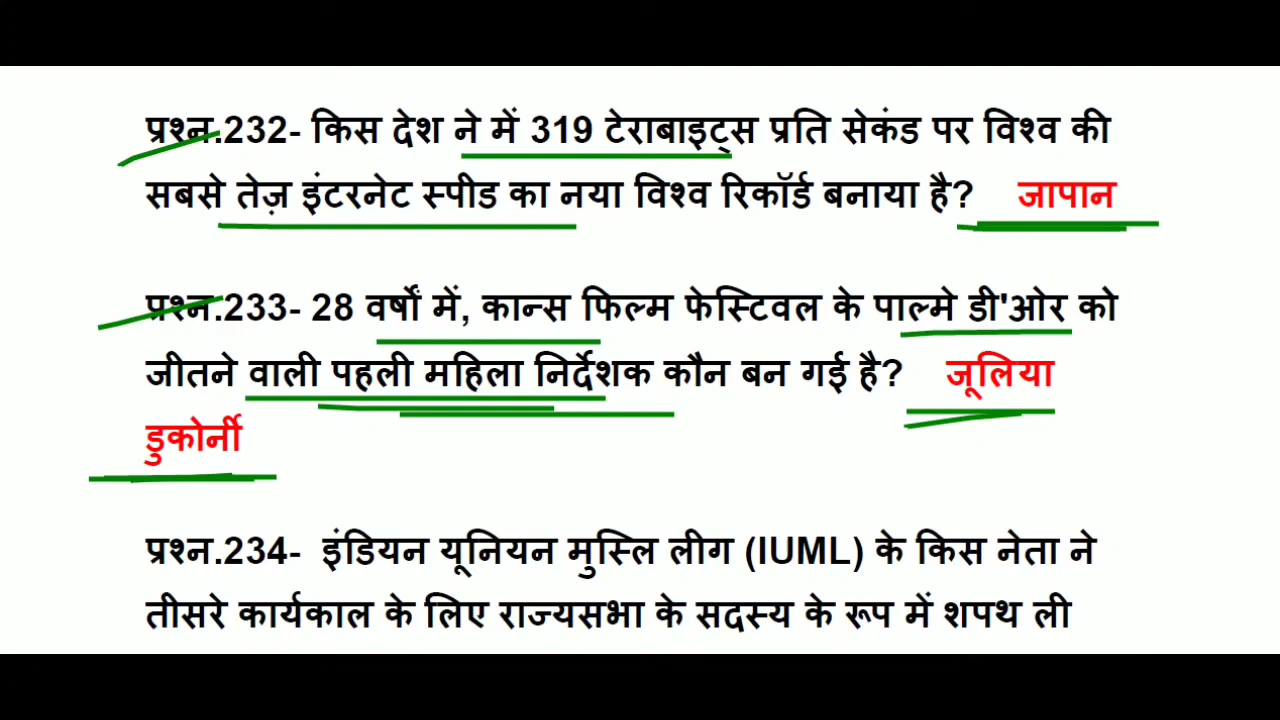 प्रश्न.232- किस देश ने में 319 टेराबाइट्स प्रति सेकंड पर विश्व की
सबसे तेज़ इंटरनेट स्पीड का नया विश्व रिकॉर्ड बनाया है? जापान
प्रश्न.233- 28 वर्षों में, कान्स फिल्म फेस्टिवल के पाल्मे डी'ओर को
जीतने वाली पहली महिला निर्देशक कौन बन गई है? जूलिया
डुकोर्नी
प्रश्न.234- इंडियन यूनियन मुस्लि लीग (IUML) के किस नेता ने
तीसरे कार्यकाल के लिए राज्यसभा के सदस्य के रूप में शपथ ली